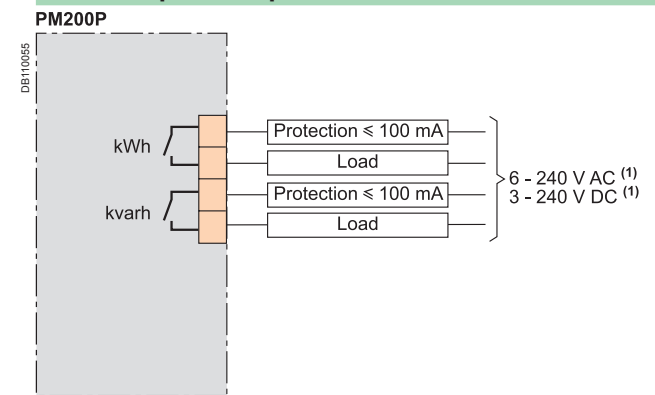 PM200P
DB110055
kWh
Protection ⩽ 100 mA
Load
kvarh
Protection ⩽ 100 mA
Load
6 - 240 V AC (1)
3 - 240 V DC (1)